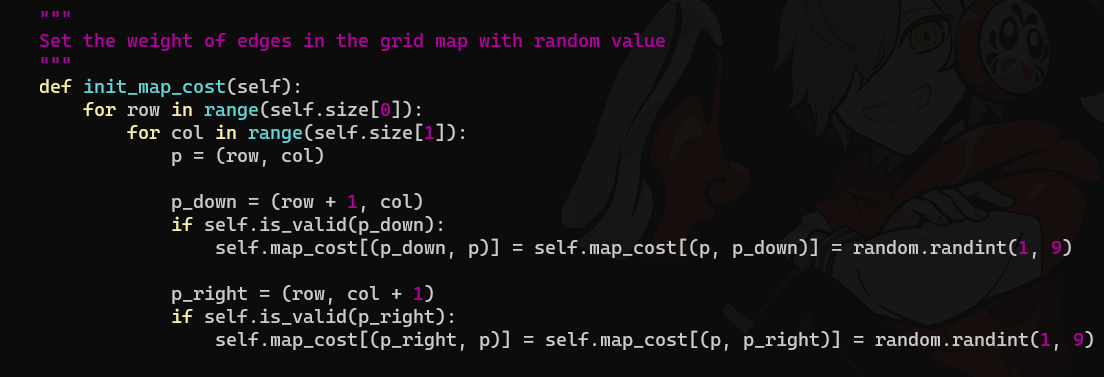 """
Set the weight of edges in the grid map with random value
"""
def init_map_cost(self):
    for row in range(self.size[0]):
        for col in range(self.size[1]):
            p = (row, col)

            p_down = (row + 1, col)
            if self.is_valid(p_down):
                self.map_cost[(p_down, p)] = self.map_cost[(p, p_down)] = random.randint(1, 9)

            p_right = (row, col + 1)
            if self.is_valid(p_right):
                self.map_cost[(p_right, p)] = self.map_cost[(p, p_right)] = random.randint(1, 9)